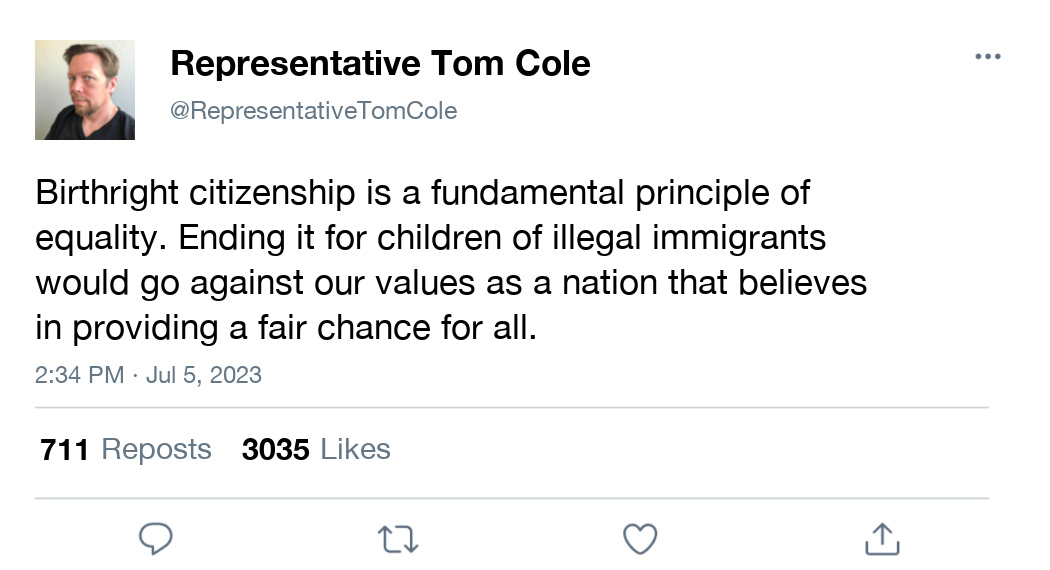 Representative Tom Cole
@RepresentativeTomCole
Birthright citizenship is a fundamental principle of
equality. Ending it for children of illegal immigrants
would go against our values as a nation that believes
in providing a fair chance for all.
2:34 PM · Jul 5, 2023
711 Reposts 3035 Likes